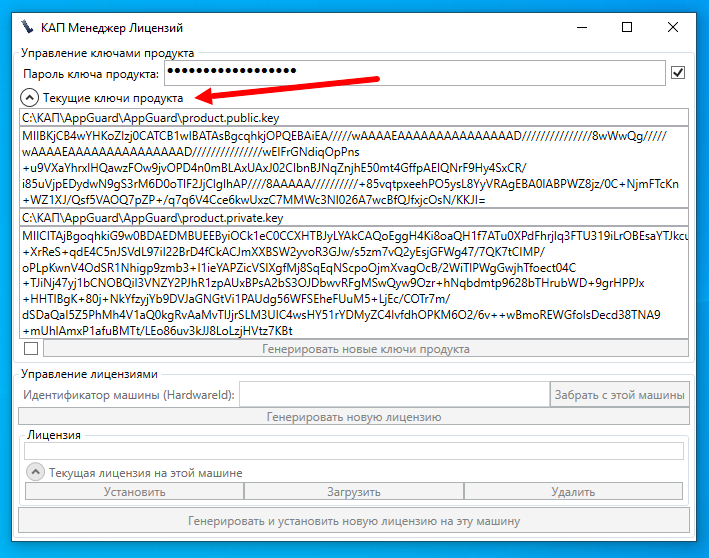 КАП Менеджер Лицензий
Управление ключами продукта
Пароль ключа продукта:
Текущие ключи продукта
C:\КАП\AppGuard\AppGuard\product.public.key
MIIBKjCB4wYHKoZIzj0CATCB1wIBATAsBgcqhkjOPQEBAiEA/////wAAAAEAAAAAAAAAAAAAAAD///////////////8wWwQg/////
wAAAAEAAAAAAAAAAAAAAAD///////////////wEIFrGNdiqOpPns
+u9VXaYhrxlHQawzFOw9jvOPD4n0mBLAxUAxJ02CIbnBJNqZnjhE50mt4GffpAEIQNrF9Hy4SxCR/
i85uVjpEDydwN9gS3rM6D0oTlF2JjClgIhAP////8AAAAA//////////+85vqtpxeehPO5ysL8YyVRAgEBA0IABPWZ8jz/0C+NjmFTcKn
+WZ1XJ/Qsf5VAOQ7pZP+/q7q6V4Cce6kwUxzC7MMWc3NI026A7wcBfQJfxjcOsN/KKJI=
C:\КАП\AppGuard\AppGuard\product.private.key
MIICITAjBgoqhkiG9w0BDAEDMBUEEByiOCk1eC0CCXHTBJyLYAkCAQoEggH4Ki8oaQH1f7ATu0XPdFhrjlq3FTU319iLrOBEsaYTJkcu
+XrReS+qdE4C5nJSVdL97iI22BrD4fCkACJmXXBSW2yvoR3GJw/s5zm7vQ2yEsjGFWg47/7QK7tCIMP/
oPLpKwnV4OdSR1Nhigp9zmb3+I1ieYAPZicVSIXgfMj8SqEqNScpoOjmXvagOcB/2WiTlPWgGwjhTfoect04C
+TJiNj47yj1bCNOBQiI3VNZY2PJhR1zpAUxBPsA2bS3OJDbwvRFgMSwQyw9Ozr+hNqbdmtp9628bTHrubWD+9grHPPJx
+HHTIBgK+80j+NkYfzyjYb9DVJaGNGtVi1PAUdg56WFSEheFUuM5+LjEc/COTr7m/
dSDaQal5Z5PhMh4V1aQ0kgRvAaMvTlJjrSLM3UIC4wsHY51rYDMyZC4lvfdhOPKM6O2/6v++wBmoREWGfolsDecd38TNA9
+mUhIAmxP1afuBMTt/LEo86uv3kJJ8LoLzjHVtz7KBt
Генерировать новые ключи продукта
Управление лицензиями
Идентификатор машины (HardwareId):
Забрать с этой машины
Генерировать новую лицензию
Лицензия
Текущая лицензия на этой машине
Установить
Загрузить
Удалить
Генерировать и установить новую лицензию на эту машину